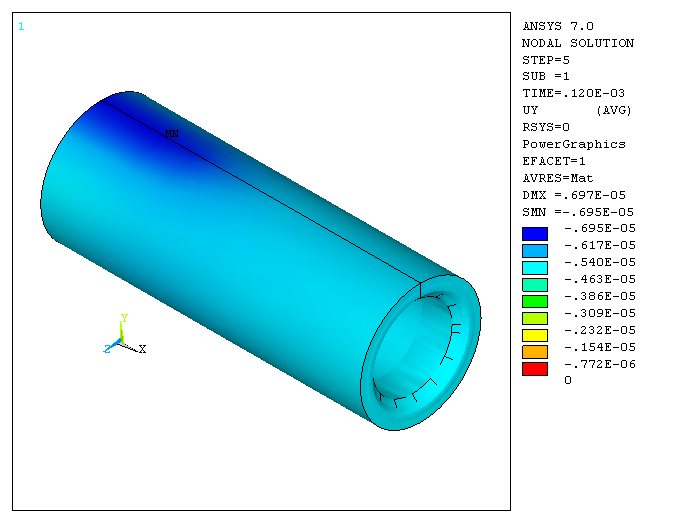 1
ANSYS 7.0
NODAL SOLUTION
STEP=5
SUB =1
TIME=.120E-03
UY (AVG)
RSYS=0
PowerGraphics
EFACET=1
AVRES=Mat
DMX =.697E-05
SMN =-.695E-05
-.695E-05
-.617E-05
-.540E-05
-.463E-05
-.386E-05
-.309E-05
-.232E-05
-.154E-05
-.772E-06
0
MN
Y
Z X